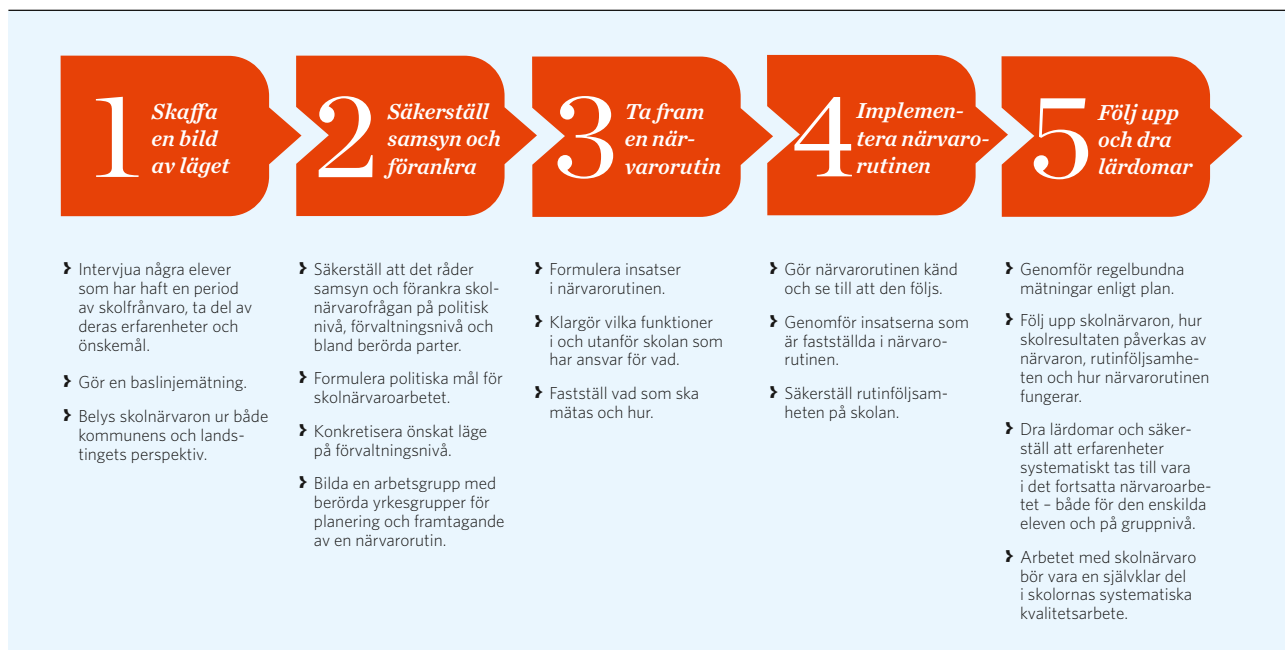 1
Skaffa
en bild
av läget
❥ Intervjua några elever
som har haft en period
av skolfrånvaro, ta del av
deras erfarenheter och
önskemål.
❥ Gör en baslinjemätning.
❥ Belys skolnärvaron ur både
kommunens och lands-
tingets perspektiv.
2
Säkerställ
samsyn och
förankra
❥ Säkerställ att det råder
samsyn och förankra skol-
närvarofrågan på politisk
nivå, förvaltningsnivå och
bland berörda parter.
❥ Formulera politiska mål för
skolnärvaroarbetet.
❥ Konkretisera önskat läge
på förvaltningsnivå.
❥ Bilda en arbetsgrupp med
berörda yrkesgrupper för
planering och framtagande
av en närvarorutin.
3
Ta fram
en när-
varorutin
❥ Formulera insatser
i närvarorutinen.
❥ Klargör vilka funktioner
i och utanför skolan som
har ansvar för vad.
❥ Fastställ vad som ska
mätas och hur.
4
Implemen-
tera närvaro-
rutinen
❥ Gör närvarorutinen känd
och se till att den följs.
❥ Genomför insatserna som
är fastställda i närvaro-
rutinen.
❥ Säkerställ rutinföljsam-
heten på skolan.
5
Följ upp
och dra
lärdomar
❥ Genomför regelbundna
mätningar enligt plan.
❥ Följ upp skolnärvaron, hur
skolresultaten påverkas av
närvaron, rutinföljsamhe-
ten och hur närvarorutinen
fungerar.
❥ Dra lärdomar och säker-
ställ att erfarenheter
systematiskt tas till vara
i det fortsatta närvaroarbe-
tet – både för den enskilda
eleven och på gruppnivå.
❥ Arbetet med skolnärvaro
bör vara en självklar del
i skolornas systematiska
kvalitetsarbete.